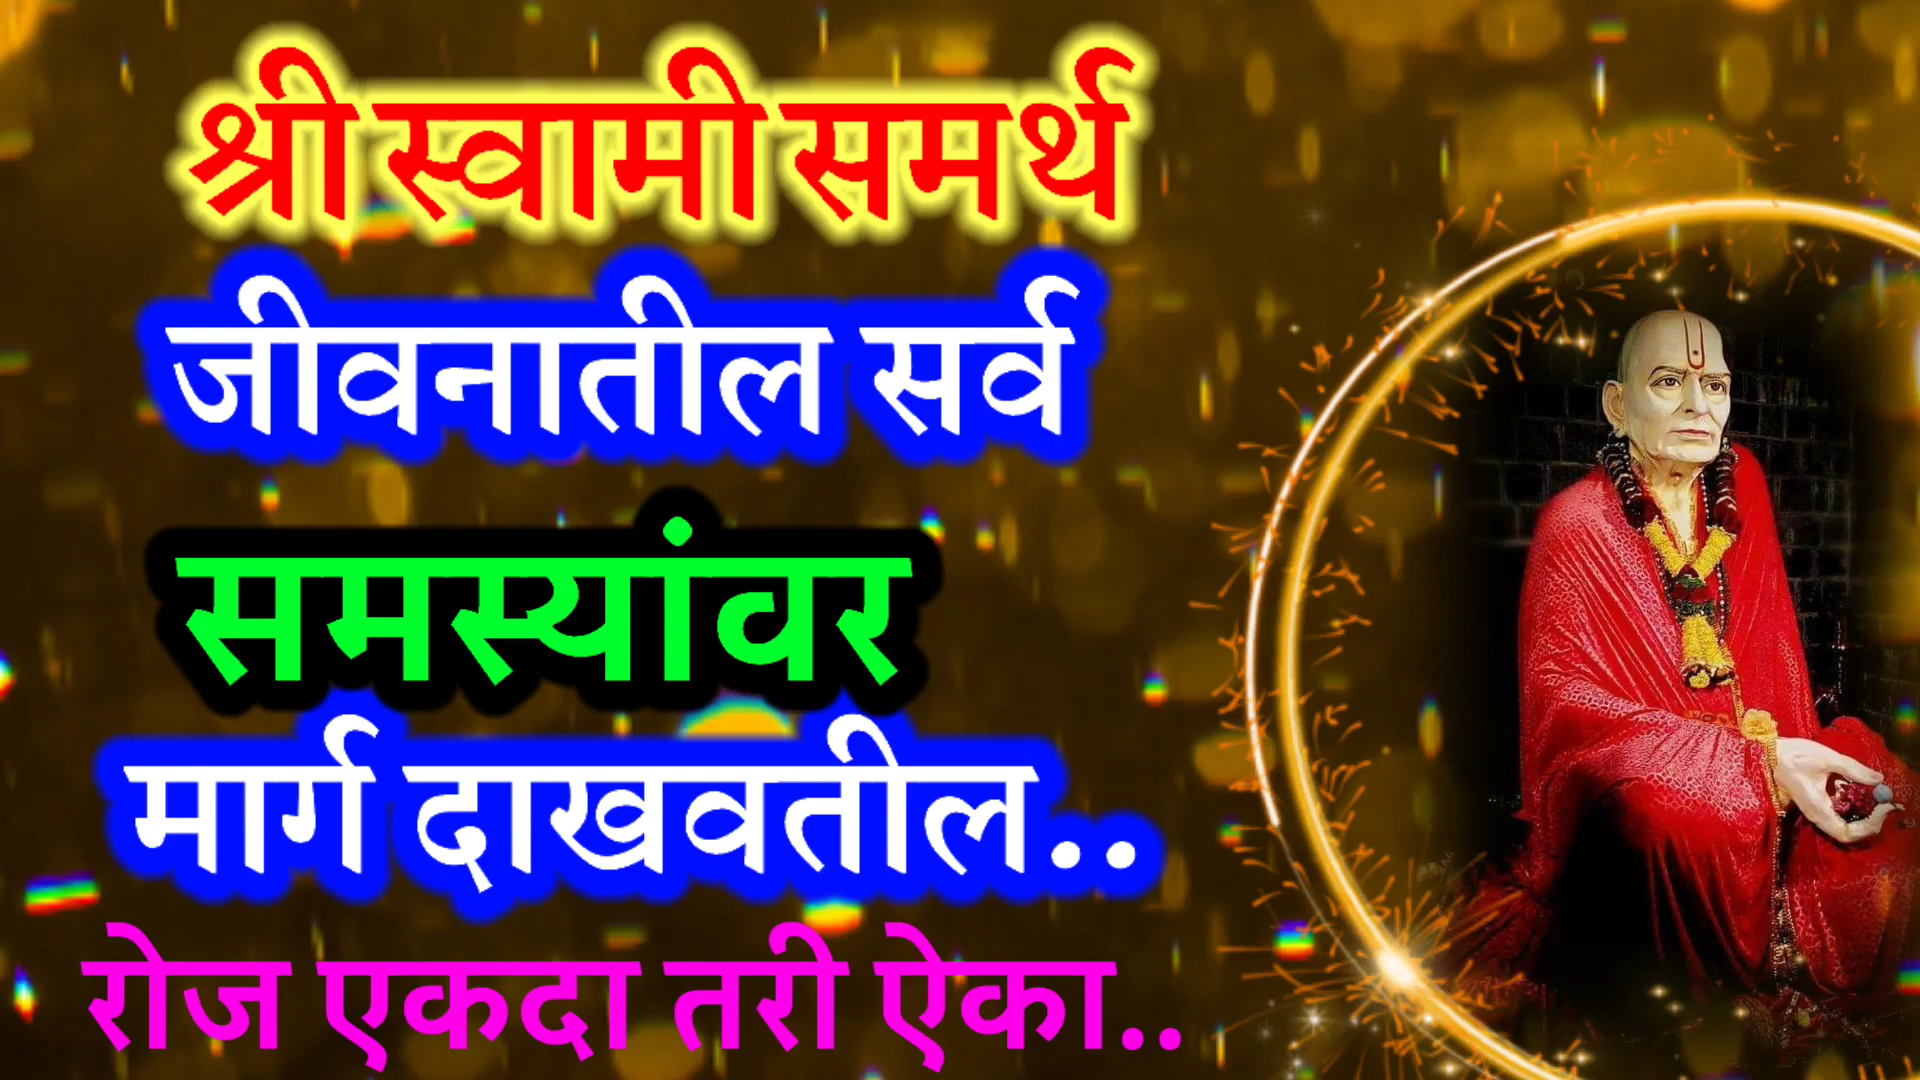 श्री स्वामी समर्थ
जीवनातील सर्व
समस्यांवर
मार्ग दाखवतील..
रोज एकदा तरी ऐका..